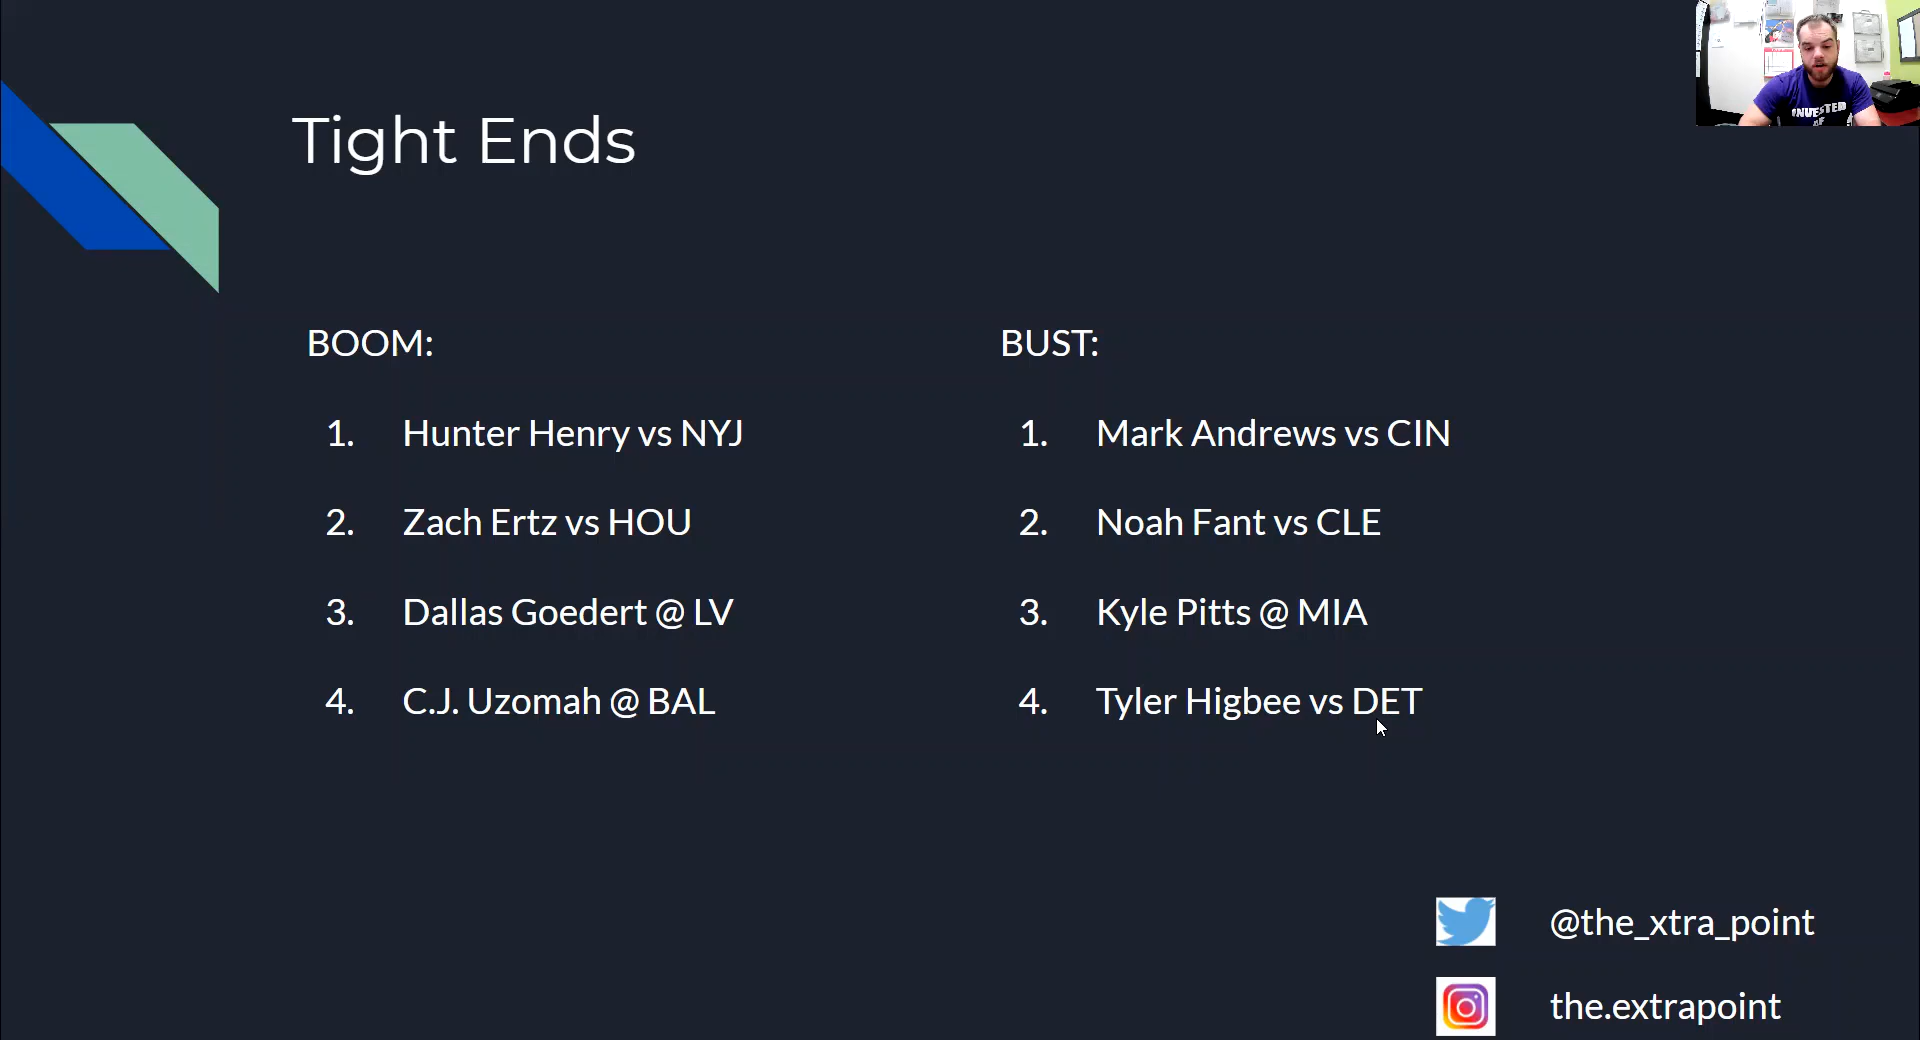 Tight Ends
BOOM:
1. Hunter Henry vs NYJ
2. Zach Ertz vs HOU
3. Dallas Goedert @ LV
4. C.J. Uzomah @ BAL
BUST:
1. Mark Andrews vs CIN
2. Noah Fant vs CLE
3. Kyle Pitts @ MIA
4. Tyler Higbee vs DET
@the_xtra_point
the.extrapoint